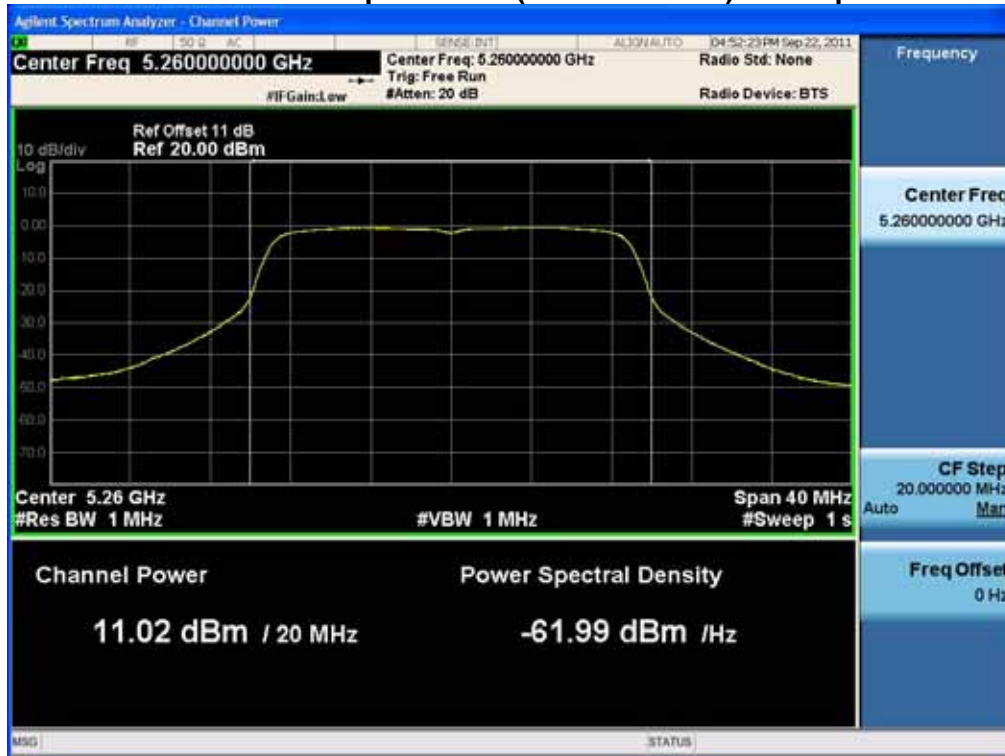 Agilent Spectrum Analyzer - Channel Power
RF 50 Ω AC SENSE:INT ALIGN AUTO 04:52:23 PM Sep 22, 2011
Center Freq 5.260000000 GHz
Center Freq: 5.260000000 GHz
Radio Std: None
Trig: Free Run
#IFGain:Low
#Atten: 20 dB
Radio Device: BTS
Frequency
Ref Offset 11 dB
10 dB/div Ref 20.00 dBm
Log
10.0
0.00
-10.0
-20.0
-30.0
-40.0
-50.0
-60.0
-70.0
Center Freq
5.260000000 GHz
Center 5.26 GHz
Span 40 MHz
#Res BW 1 MHz
#VBW 1 MHz
#Sweep 1 s
CF Step
20.000000 MHz
Auto Man
Channel Power
Power Spectral Density
11.02 dBm / 20 MHz
-61.99 dBm /Hz
Freq Offset
0 Hz
MSG
STATUS